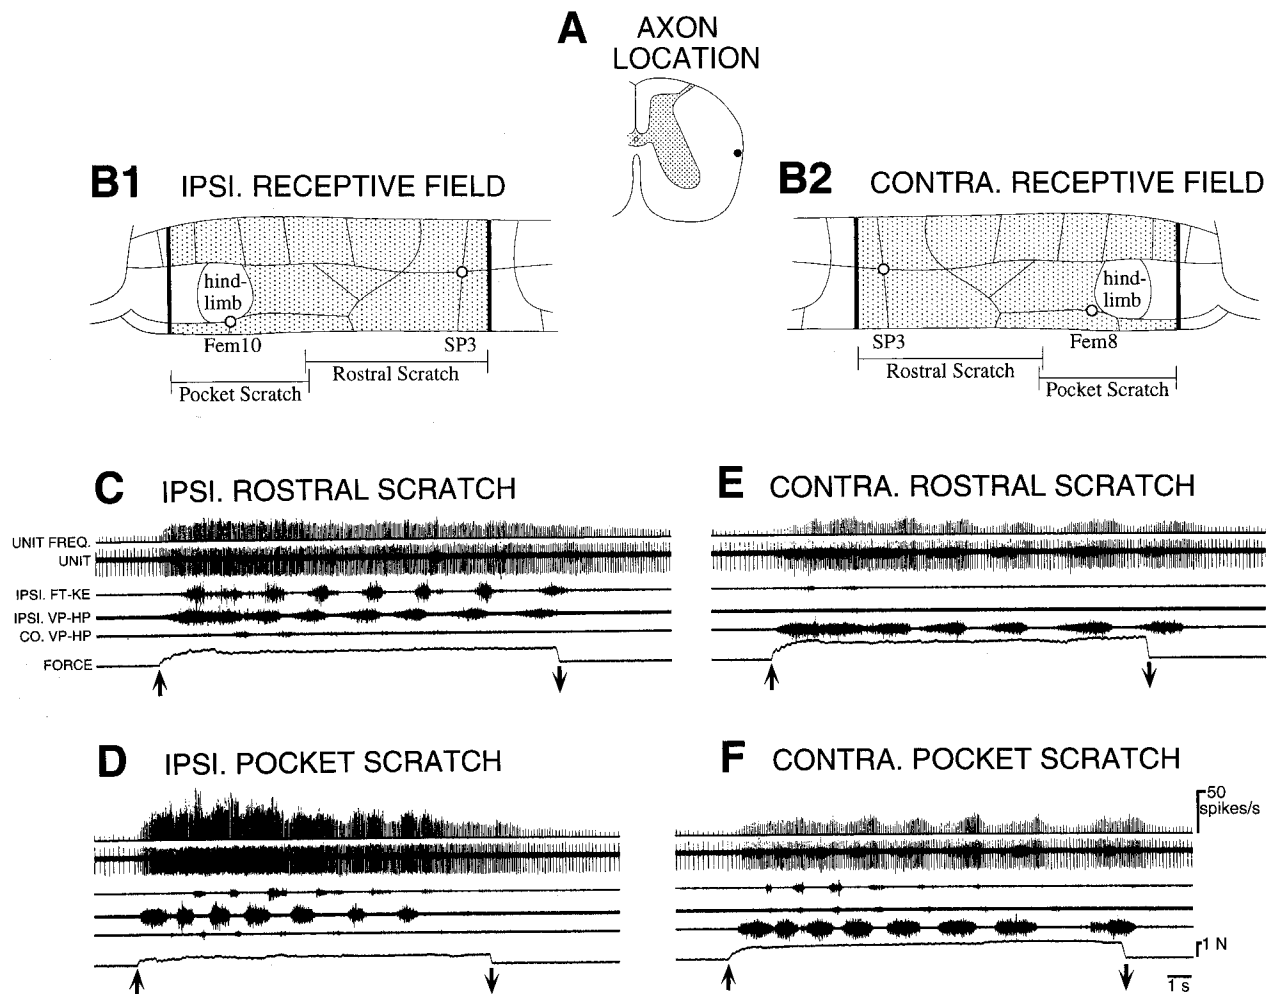 A AXON
LOCATION
B1 IPSI. RECEPTIVE FIELD
hind-
limb
Fem10 SP3
Rostral Scratch
Pocket Scratch
B2 CONTRA. RECEPTIVE FIELD
hind-
limb
SP3 Fem8
Rostral Scratch
Pocket Scratch
C IPSI. ROSTRAL SCRATCH
UNIT FREQ.
UNIT
IPSI. FT-KE
IPSI. VP-HP
CO. VP-HP
FORCE
E CONTRA. ROSTRAL SCRATCH
D IPSI. POCKET SCRATCH
F CONTRA. POCKET SCRATCH
50
spikes/s
1 N
1 s